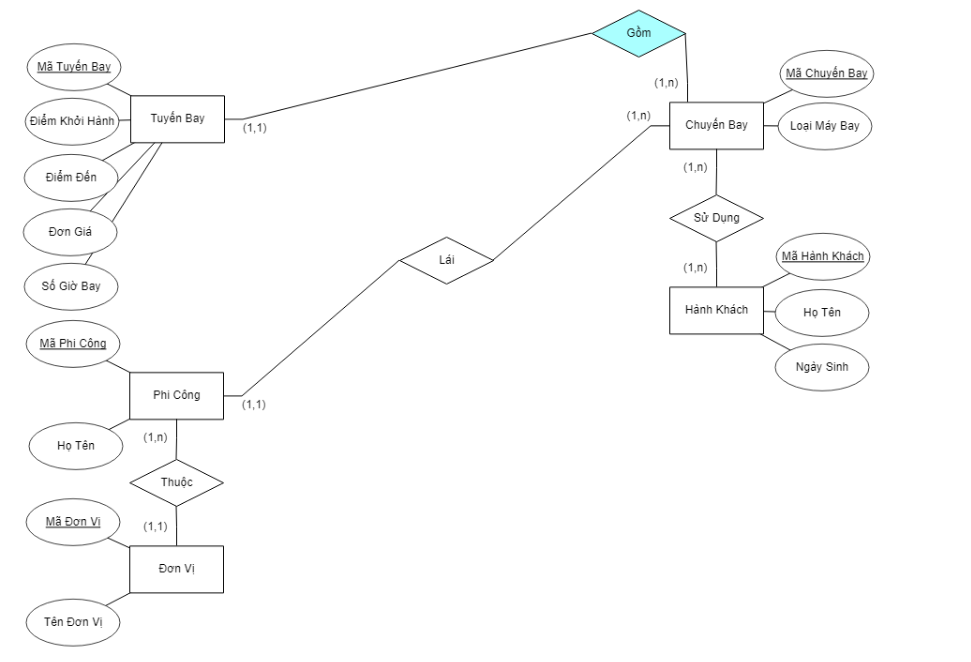 Gồm
Mã Tuyến Bay
Mã Chuyến Bay
(1,n)
Điểm Khởi Hành
Tuyến Bay
(1,1)
(1,n)
Chuyến Bay
Loại Máy Bay
Điểm Đến
(1,n)
Đơn Giá
Sử Dụng
Số Giờ Bay
Lái
(1,n)
Mã Hành Khách
Hành Khách
Họ Tên
Mã Phi Công
Ngày Sinh
Phi Công
(1,1)
Họ Tên
(1,n)
Thuộc
Mã Đơn Vị
(1,1)
Đơn Vị
Tên Đơn Vị